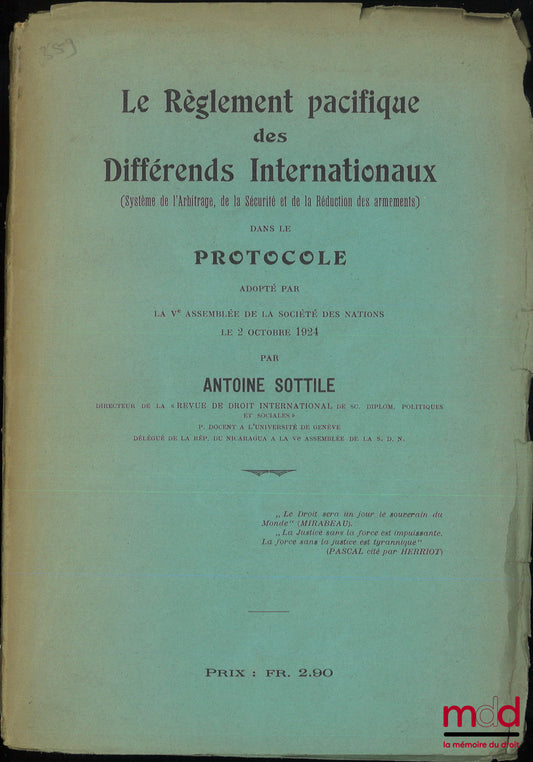 359
Le Règlement pacifique
des
Différends Internationaux
(Système de l'Arbitrage, de la Sécurité et de la Réduction des armements)
DANS LE
PROTOCOLE
ADOPTÉ PAR
LA Vᵉ ASSEMBLÉE DE LA SOCIÉTÉ DES NATIONS
LE 2 OCTOBRE 1924
PAR
ANTOINE SOTTILE
DIRECTEUR DE LA « REVUE DE DROIT INTERNATIONAL DE SC. DIPLOM, POLITIQUES
ET SOCIALES »
P. DOCENT A L'UNIVERSITÉ DE GENÈVE
DÉLÉGUÉ DE LA RÉP. DU NICARAGUA A LA Vᵉ ASSEMBLÉE DE LA S. D. N.
„Le Droit sera un jour le souverain du
Monde" (MIRABEAU).
„La Justice sans la force est impuissante.
La force sans la justice est tyrannique"
(PASCAL cité par HERRIOT)
PRIX : FR. 2.90
mdd
la mémoire du droit